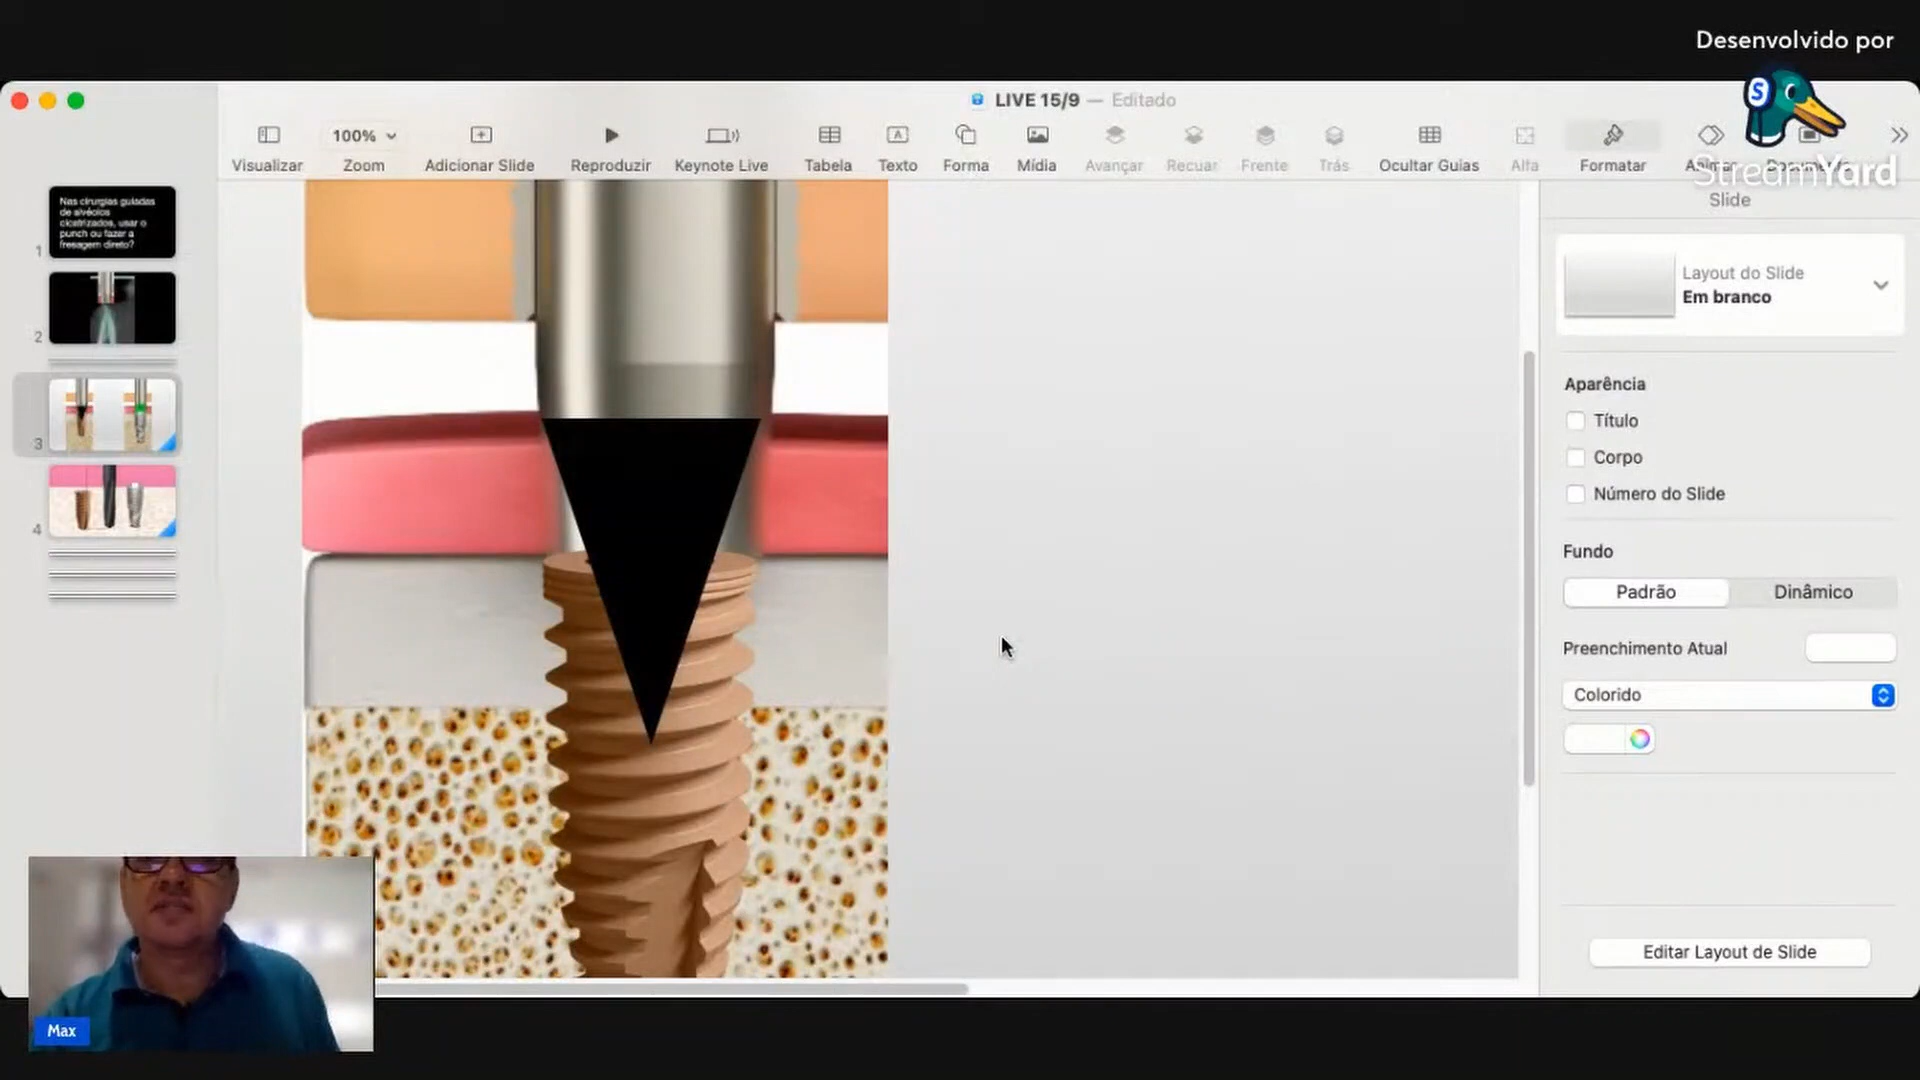 Desenvolvido por
StreamYard
LIVE 15/9 — Editado
100%
Visualizar
Zoom
Adicionar Slide
Reproduzir
Keynote Live
Tabela
Texto
Forma
Mídia
Avançar
Recuar
Frente
Trás
Ocultar Guias
Alfa
Formatar
Slide
Nas cirurgias guiadas
de alvéolos
cicatrizados, usar o
punch ou fazer a
fresagem direto?
1
2
3
4
Layout do Slide
Em branco
Aparência
Título
Corpo
Número do Slide
Fundo
Padrão
Dinâmico
Preenchimento Atual
Colorido
Editar Layout de Slide
Max